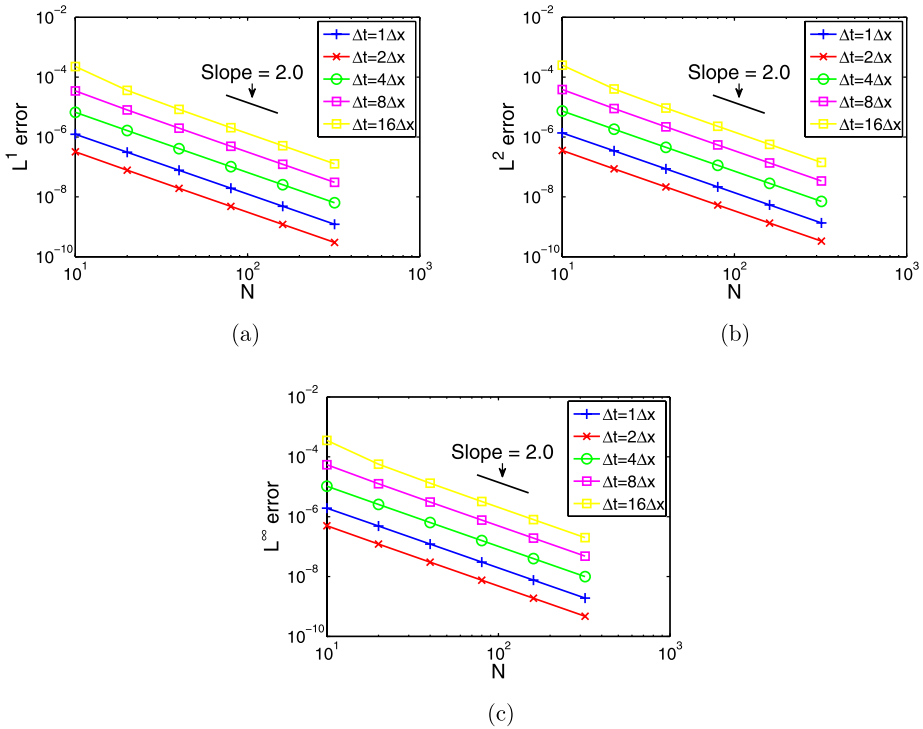 10^-2
10^-4
10^-6
10^-8
10^-10
L^1 error
10^1
10^2
10^3
N
Slope = 2.0
Δt=1Δx
Δt=2Δx
Δt=4Δx
Δt=8Δx
Δt=16Δx
(a)
10^-2
10^-4
10^-6
10^-8
10^-10
L^2 error
10^1
10^2
10^3
N
Slope = 2.0
Δt=1Δx
Δt=2Δx
Δt=4Δx
Δt=8Δx
Δt=16Δx
(b)
10^-2
10^-4
10^-6
10^-8
10^-10
L^∞ error
10^1
10^2
10^3
N
Slope = 2.0
Δt=1Δx
Δt=2Δx
Δt=4Δx
Δt=8Δx
Δt=16Δx
(c)